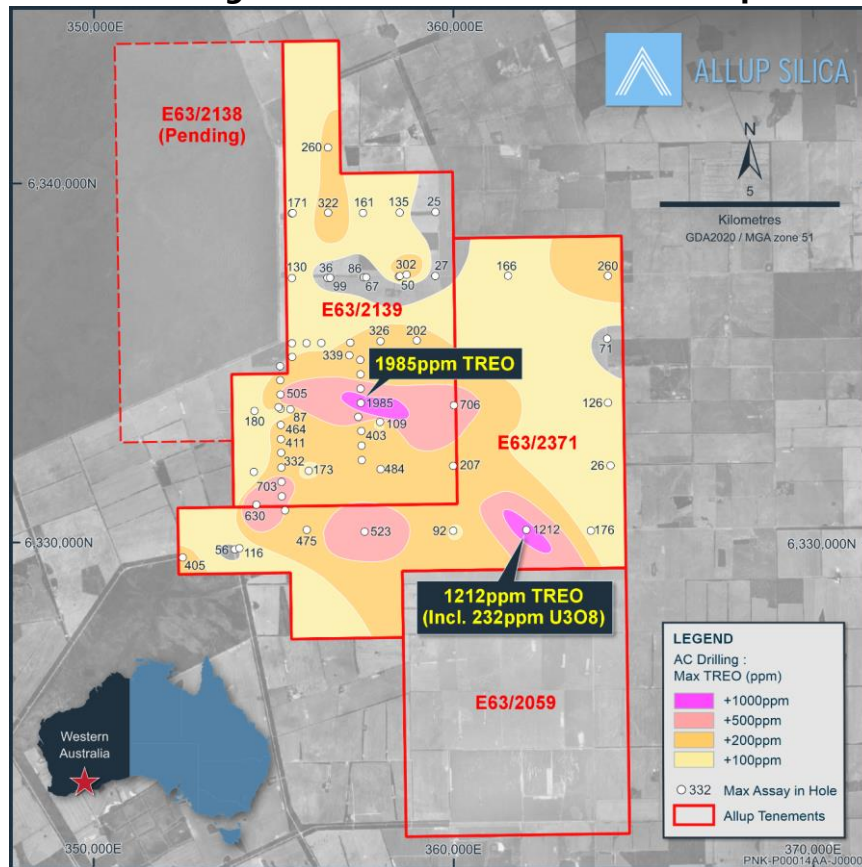 350,000E
360,000E
ALLUP SILICA
E63/2138
(Pending)
N
260
6,340,000N
5
Kilometres
GDA2020 / MGA zone 51
171
322
161
135
25
130
36
99
86
67
302
50
27
166
260
E63/2139
326
202
339
71
1985ppm TREO
505
1985
706
126
180
87
109
464
403
E63/2371
411
332
173
484
207
26
703
630
475
523
92
1212
176
6,330,000N
6,330,000N
56
116
405
1212ppm TREO
(Incl. 232ppm U3O8)
LEGEND
AC Drilling :
Max TREO (ppm)
+1000ppm
+500ppm
+200ppm
+100ppm
332 Max Assay in Hole
Allup Tenements
E63/2059
Western
Australia
350,000E
360,000E
370,000E